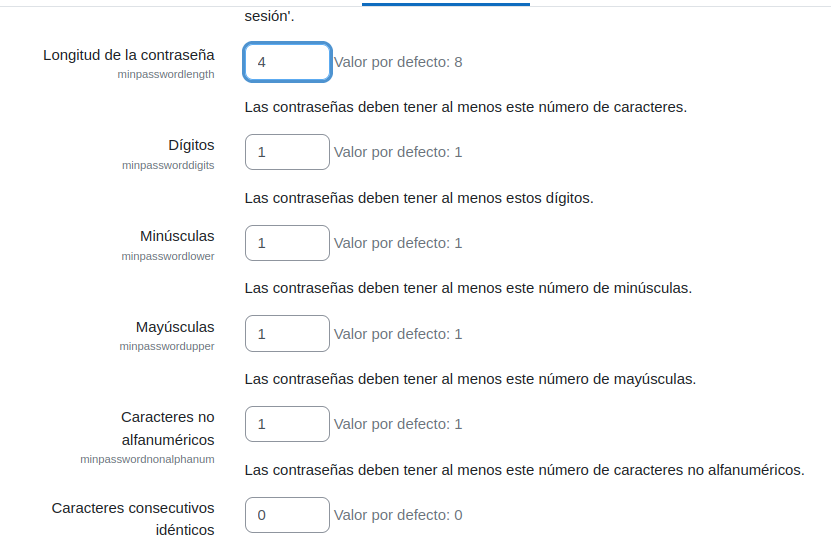 sesión'.
Longitud de la contraseña
minpasswordlength
4 Valor por defecto: 8
Las contraseñas deben tener al menos este número de caracteres.
Dígitos
minpassworddigits
1 Valor por defecto: 1
Las contraseñas deben tener al menos estos dígitos.
Minúsculas
minpasswordlower
1 Valor por defecto: 1
Las contraseñas deben tener al menos este número de minúsculas.
Mayúsculas
minpasswordupper
1 Valor por defecto: 1
Las contraseñas deben tener al menos este número de mayúsculas.
Caracteres no
alfanuméricos
minpasswordnonalphanum
1 Valor por defecto: 1
Las contraseñas deben tener al menos este número de caracteres no alfanuméricos.
Caracteres consecutivos
idénticos
0 Valor por defecto: 0